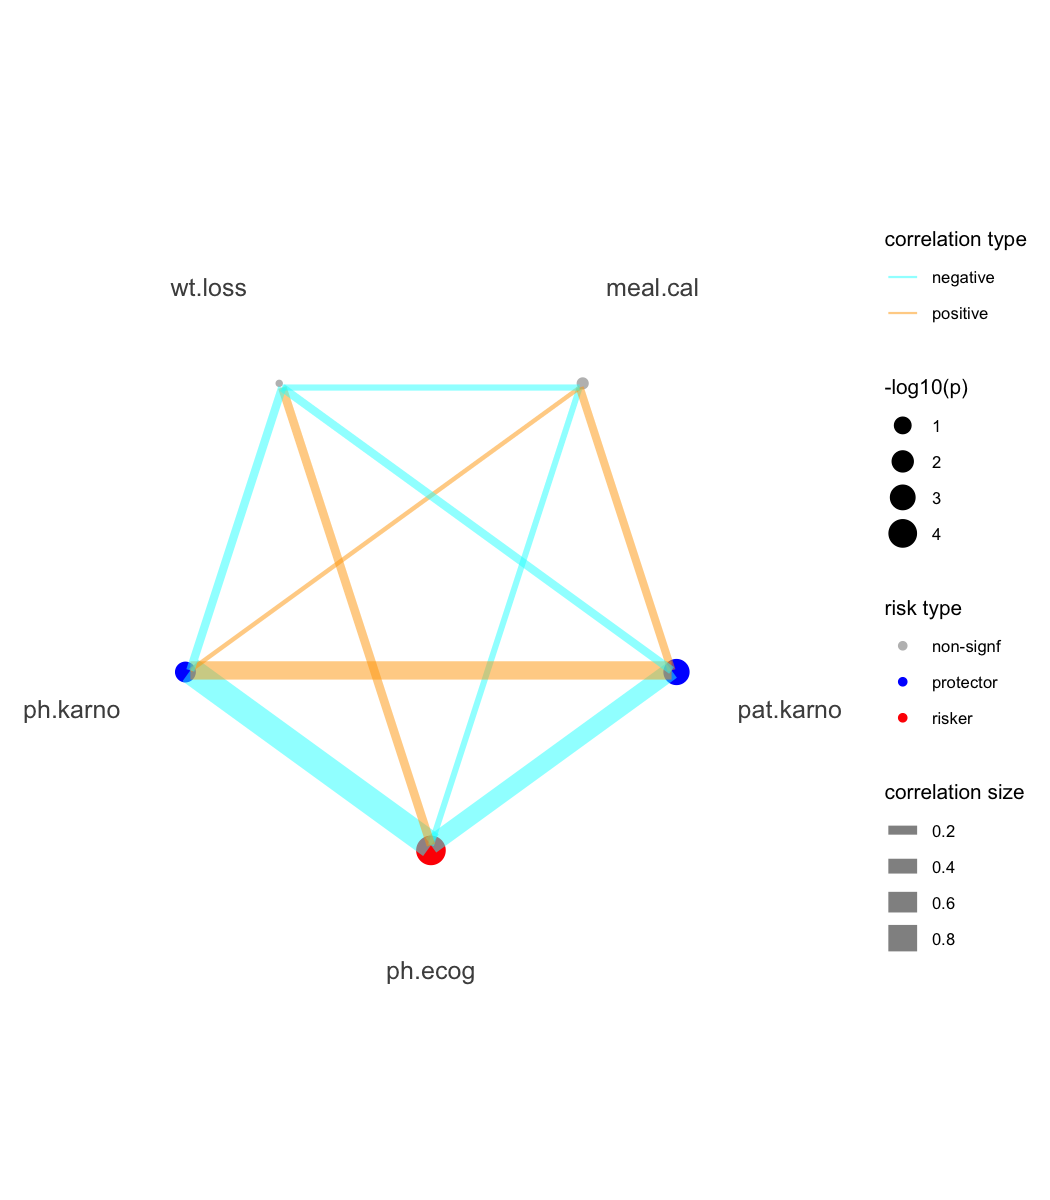 correlation type
negative
positive
wt.loss
meal.cal
-log10(p)
1
2
3
4
risk type
non-signf
protector
risker
ph.karno
pat.karno
correlation size
0.2
0.4
0.6
0.8
ph.ecog